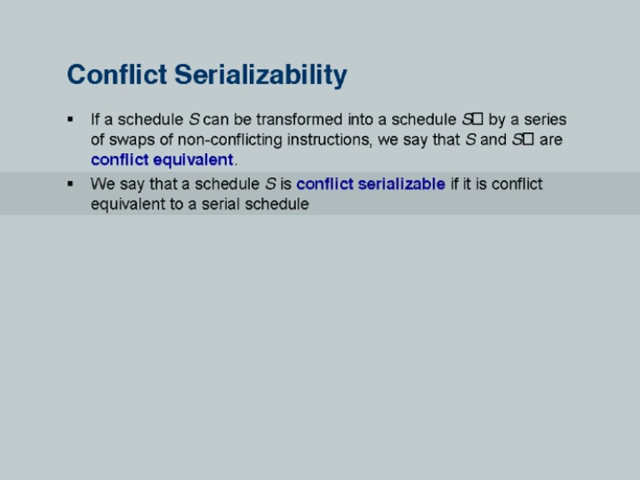 Conflict Serializability
▪ If a schedule S can be transformed into a schedule S□ by a series
of swaps of non-conflicting instructions, we say that S and S□ are
conflict equivalent.
▪ We say that a schedule S is conflict serializable if it is conflict
equivalent to a serial schedule